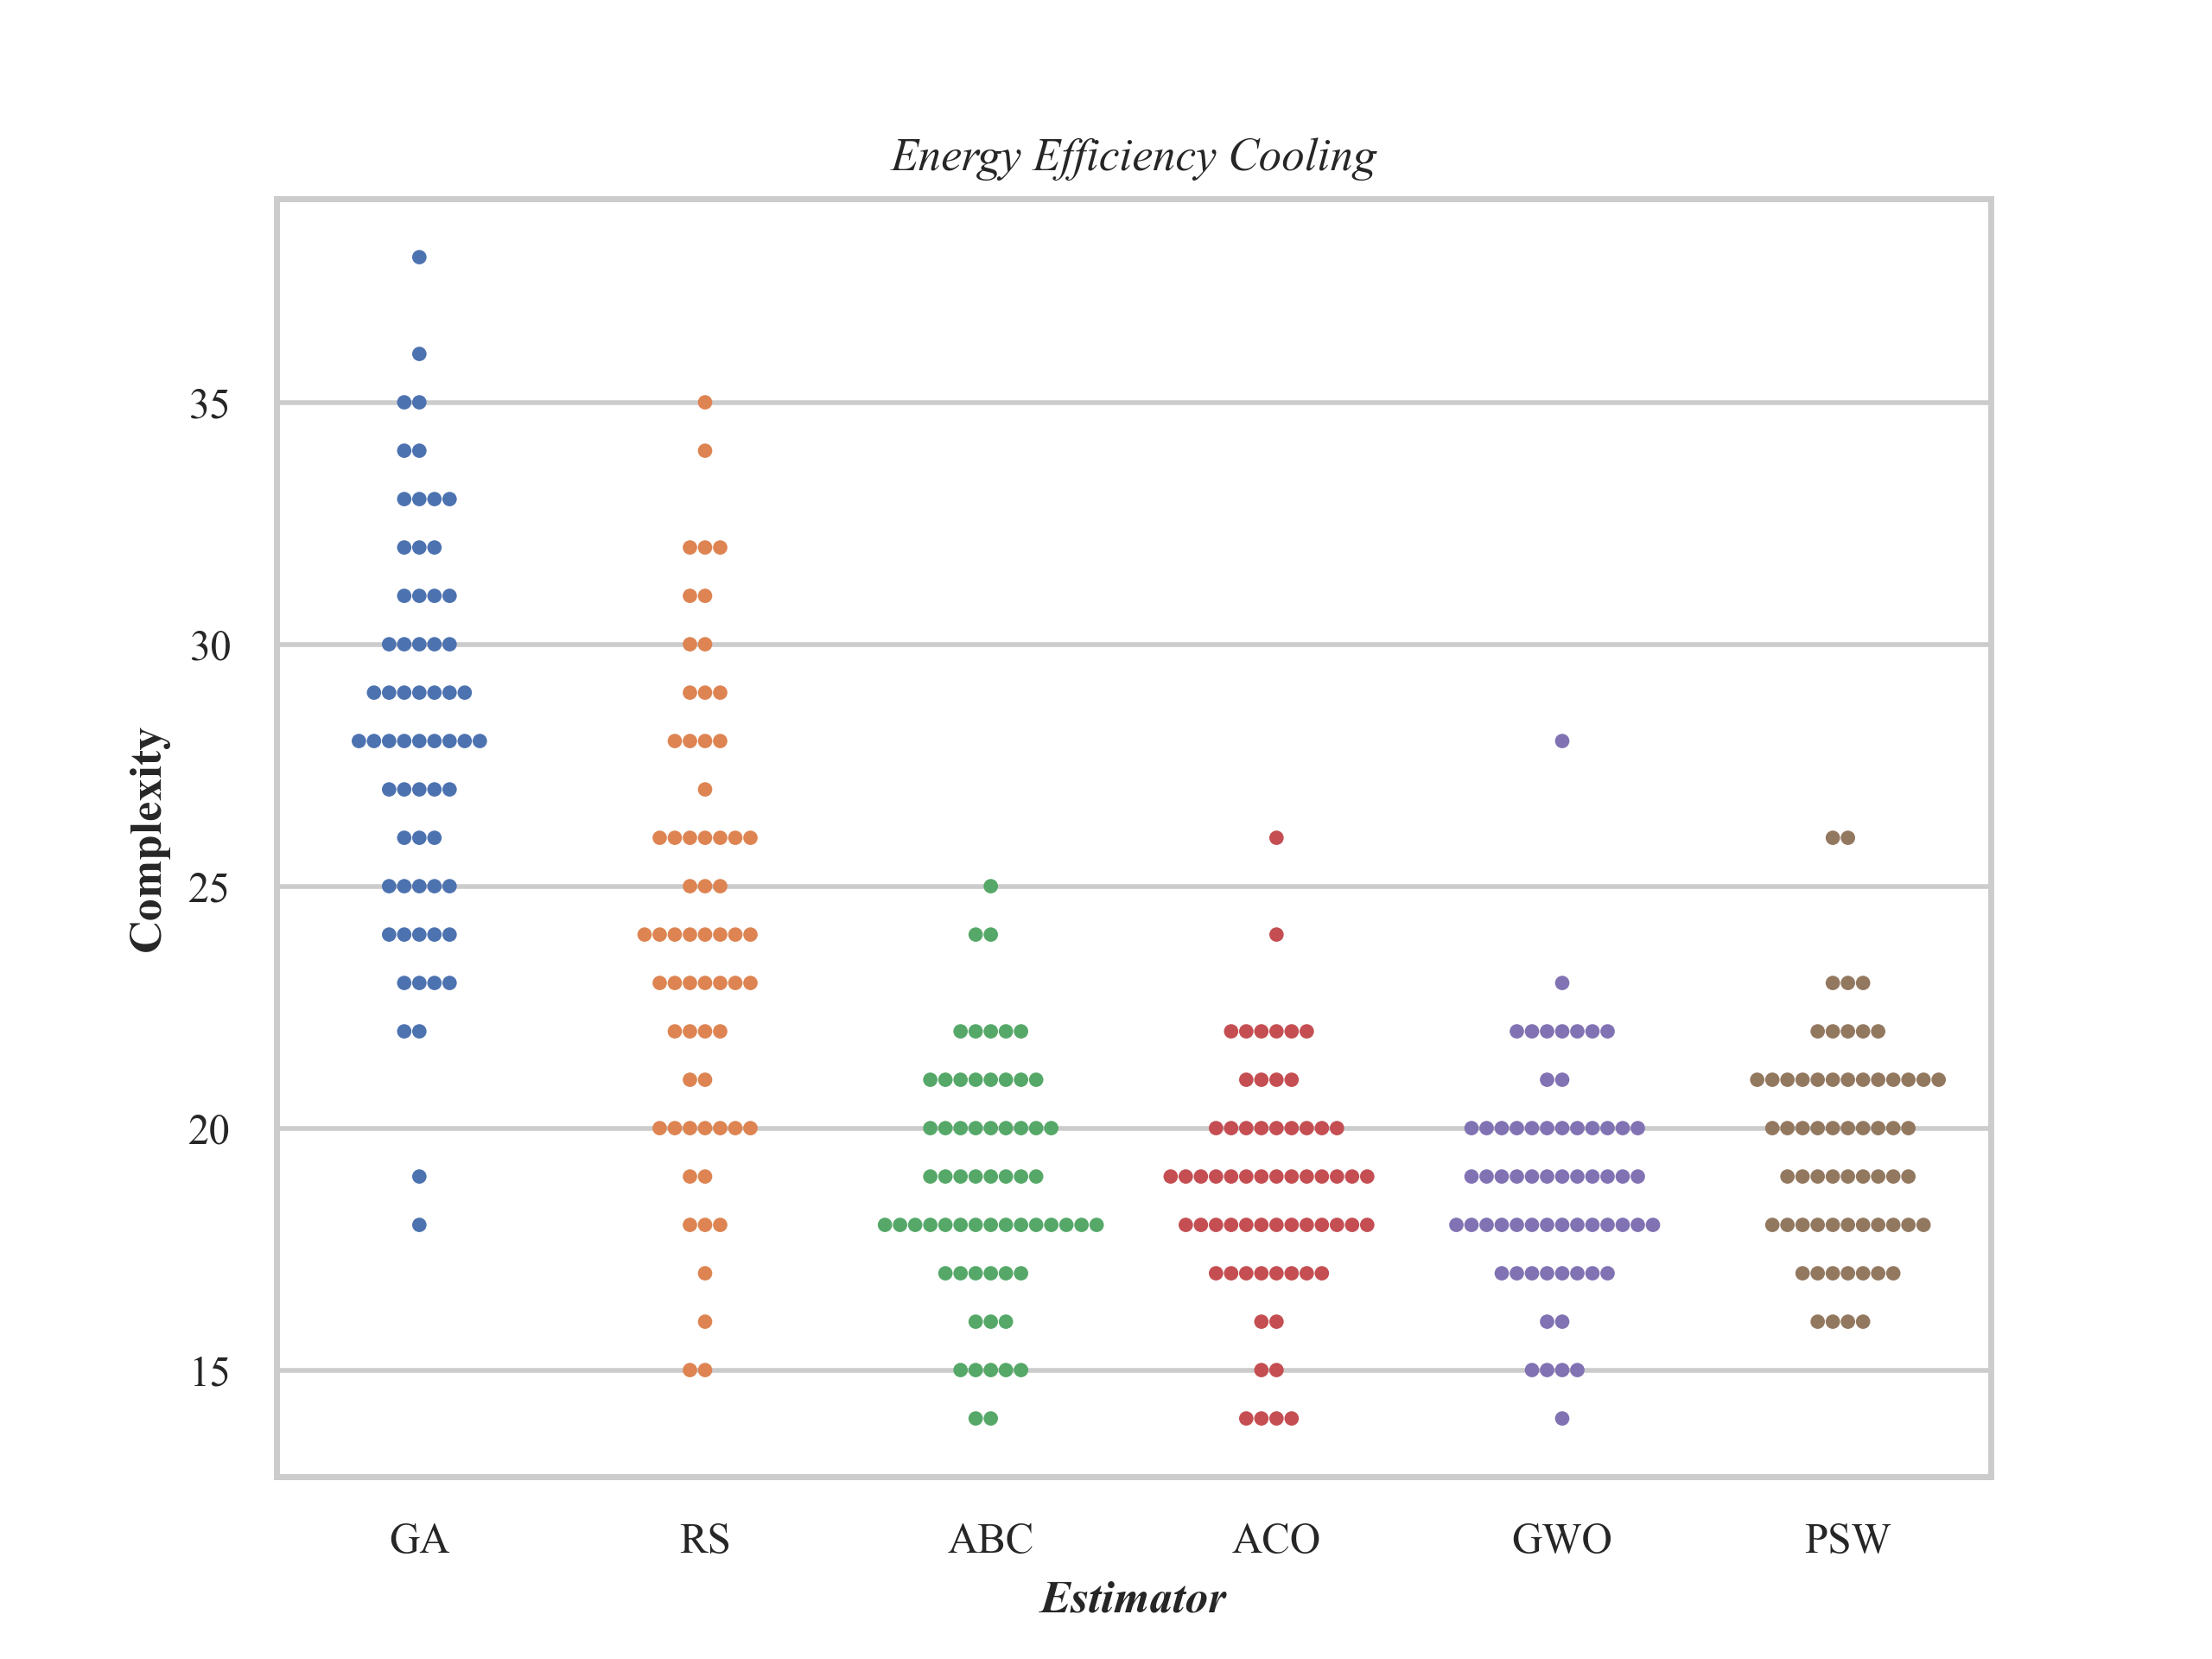 Energy Efficiency Cooling
Complexity
35
30
25
20
15
GA RS ABC ACO GWO PSW
Estimator